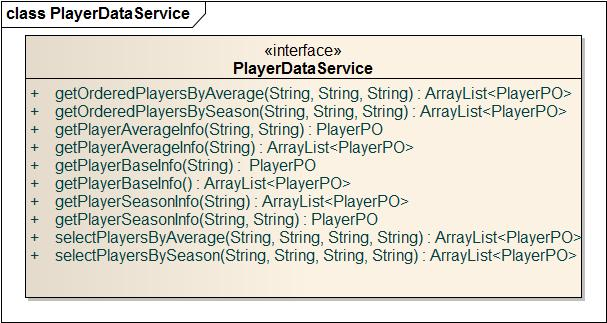 class PlayerDataService
«interface»
PlayerDataService
+ getOrderedPlayersByAverage(String, String, String) : ArrayList<PlayerPO>
+ getOrderedPlayersBySeason(String, String, String) : ArrayList<PlayerPO>
+ getPlayerAverageInfo(String, String) : PlayerPO
+ getPlayerAverageInfo(String) : ArrayList<PlayerPO>
+ getPlayerBaseInfo(String) : PlayerPO
+ getPlayerBaseInfo() : ArrayList<PlayerPO>
+ getPlayerSeasonInfo(String) : ArrayList<PlayerPO>
+ getPlayerSeasonInfo(String, String) : PlayerPO
+ selectPlayersByAverage(String, String, String, String) : ArrayList<PlayerPO>
+ selectPlayersBySeason(String, String, String, String) : ArrayList<PlayerPO>